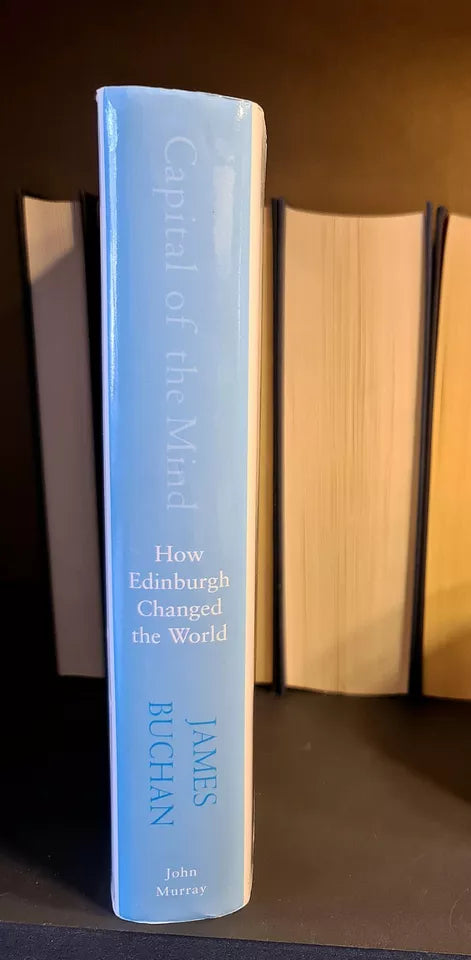 Capital of the Mind
How
Edinburgh
Changed
the World
JAMES
BUCHAN
John
Murray